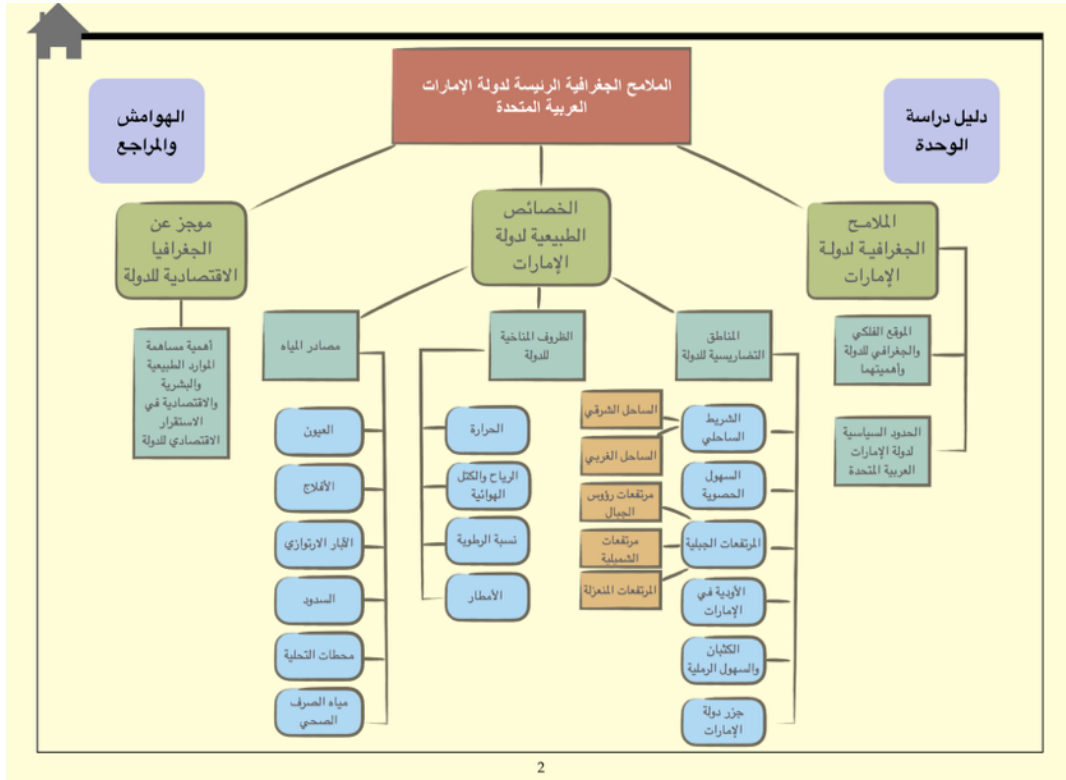 الملامح الجغرافية الرئيسة لدولة الإمارات
العربية المتحدة
دليل دراسة
الوحدة
الهوامش
والمراجع
الملامـح
الجغرافيـة لدولـة
الإمارات
الموقع الفلكي
والجغرافي للدولة
وأهميتهما
الحدود السياسية
لدولة الإمارات
العربية المتحدة
الخصائص
الطبيعية لدولة
الإمارات
المناطق
التضاريسية للدولة
الشريط
الساحلي
الساحل الشرقي
الساحل الغربي
السهول
الحصوية
المرتفعات الجبلية
مرتفعات رؤوس
الجبال
مرتفعات
الشميلية
المرتفعات المنعزلة
الأودية في
الإمارات
الكثبان
والسهول الرملية
جزر دولة
الإمارات
الظروف المناخية
للدولة
الحرارة
الرياح والكتل
الهوائية
نسبة الرطوبة
الأمطار
مصادر المياه
العيون
الأفلاج
الآبار الارتوازي
السدود
محطات التحلية
مياه الصرف
الصحي
موجز عن
الجغرافيا
الاقتصادية للدولة
أهمية مساهمة
الموارد الطبيعية
والبشرية
والاقتصادية في
الاستقرار
الاقتصادي للدولة
2